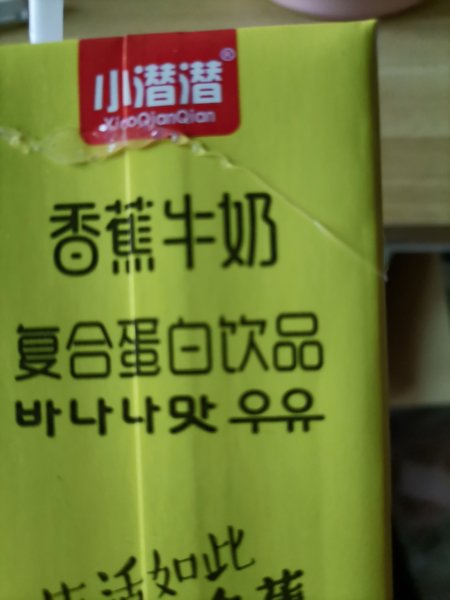 小潜潜®
XiaoQianQian
香蕉牛奶
复合蛋白饮品
바나나맛 우유
生活如此
蕉